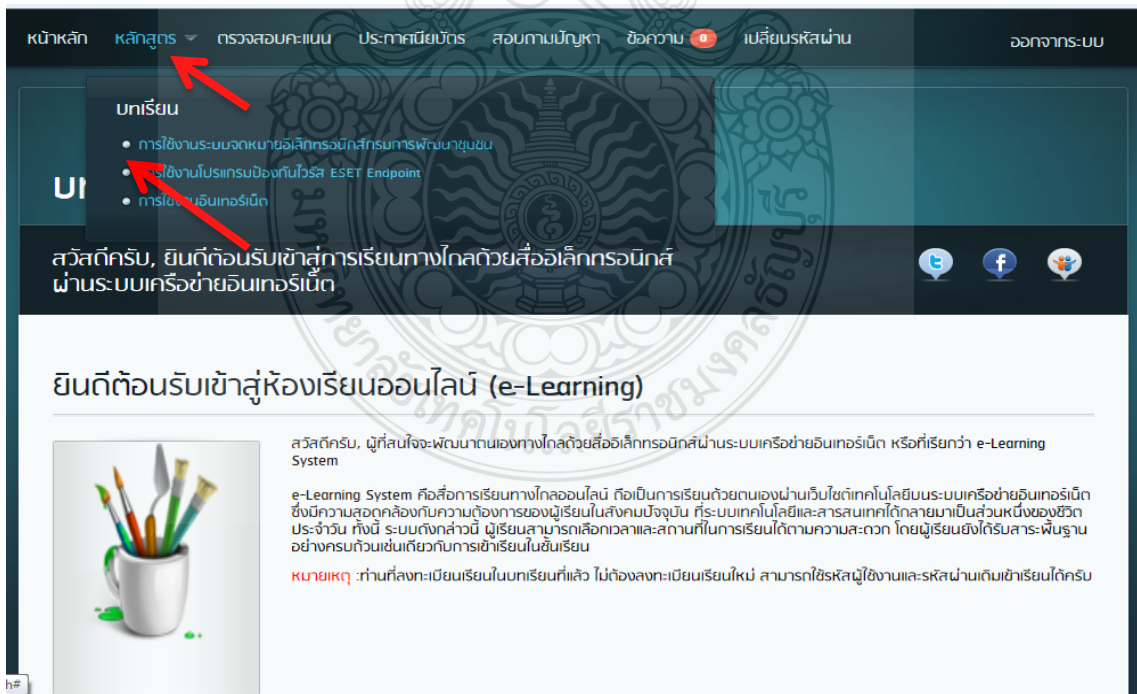 หน้าหลัก หลักสูตร ตรวจสอบคะแนน ประกาศนียบัตร สอบถามปัญหา ข้อความ 0 เปลี่ยนรหัสผ่าน ออกจากระบบ
บทเรียน
การใช้งานระบบจดหมายอิเล็กทรอนิกส์กรมการพัฒนาชุมชน
การใช้งานโปรแกรมป้องกันไวรัส ESET Endpoint
การใช้งานอินเทอร์เน็ต
สวัสดีครับ, ยินดีต้อนรับเข้าสู่การเรียนทางไกลด้วยสื่ออิเล็กทรอนิกส์
ผ่านระบบเครือข่ายอินเทอร์เน็ต
ยินดีต้อนรับเข้าสู่ห้องเรียนออนไลน์ (e-Learning)
สวัสดีครับ, ผู้ที่สนใจจะพัฒนาตนเองทางไกลด้วยสื่ออิเล็กทรอนิกส์ผ่านระบบเครือข่ายอินเทอร์เน็ต หรือที่เรียกว่า e-Learning
System
e-Learning System คือสื่อการเรียนทางไกลออนไลน์ ถือเป็นการเรียนด้วยตนเองผ่านเว็บไซต์เทคโนโลยีบนระบบเครือข่ายอินเทอร์เน็ต
ซึ่งมีความสอดคล้องกับความต้องการของผู้เรียนในสังคมปัจจุบัน ที่ระบบเทคโนโลยีและสารสนเทศได้กลายมาเป็นส่วนหนึ่งของชีวิต
ประจำวัน ทั้งนี้ ระบบดังกล่าวนี้ ผู้เรียนสามารถเลือกเวลาและสถานที่ในการเรียนได้ตามความสะดวก โดยผู้เรียนยังได้รับสาระพื้นฐาน
อย่างครบถ้วนเช่นเดียวกับการเข้าเรียนในชั้นเรียน
หมายเหตุ :ท่านที่ลงทะเบียนเรียนในบทเรียนที่แล้ว ไม่ต้องลงทะเบียนเรียนใหม่ สามารถใช้รหัสผู้ใช้งานและรหัสผ่านเดิมเข้าเรียนได้ครับ
h#